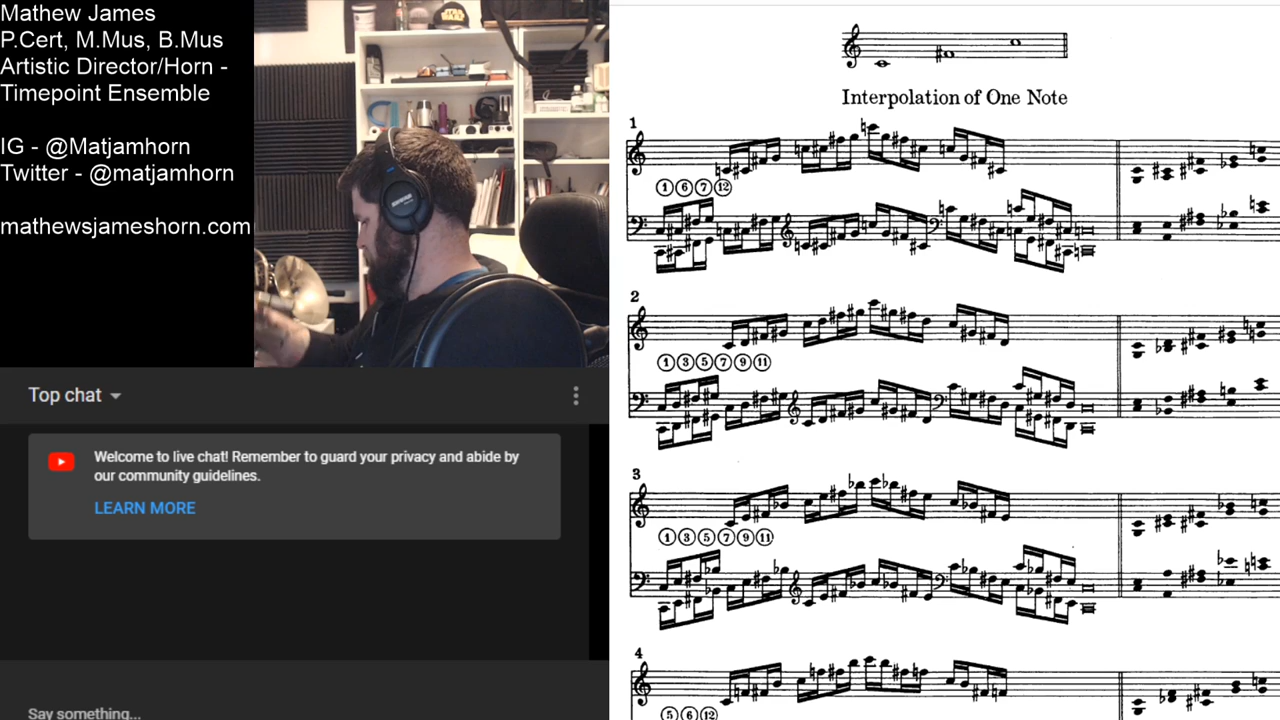 Mathew James
P.Cert, M.Mus, B.Mus
Artistic Director/Horn -
Timepoint Ensemble
IG - @Matjamhorn
Twitter - @matjamhorn
mathewsjameshorn.com
STAR
WARS
SHURE
Top chat
Welcome to live chat! Remember to guard your privacy and abide by
our community guidelines.
LEARN MORE
Say something...
Interpolation of One Note
1
1 6 7 12
2
1 3 5 7 9 11
3
1 3 5 7 9 11
4
5 6 12